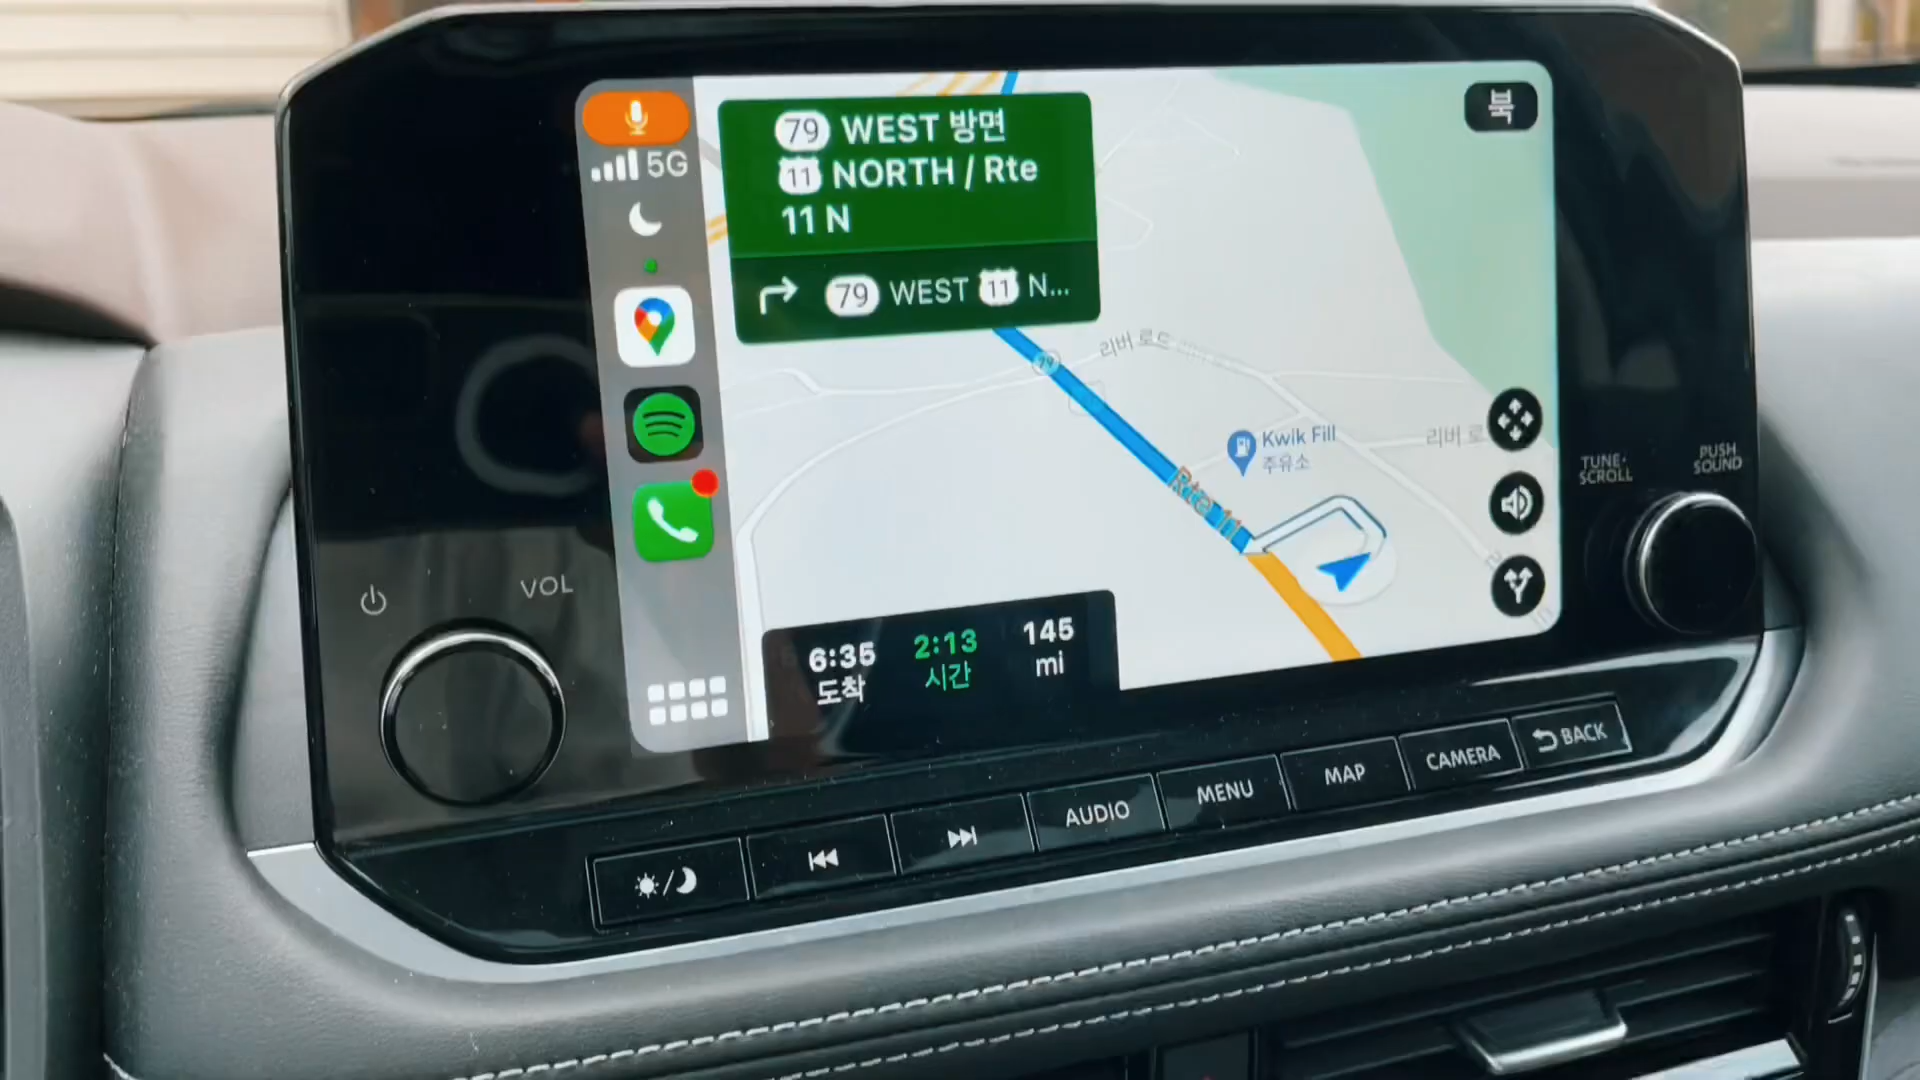 79 WEST 방면
11 NORTH / Rte
11 N
79 WEST 11 N...
북
5G
79
리버 로드
Kwik Fill
주유소
리버 로
Rte 11
6:35
도착
2:13
시간
145
mi
VOL
TUNE·
SCROLL
PUSH
SOUND
AUDIO
MENU
MAP
CAMERA
BACK